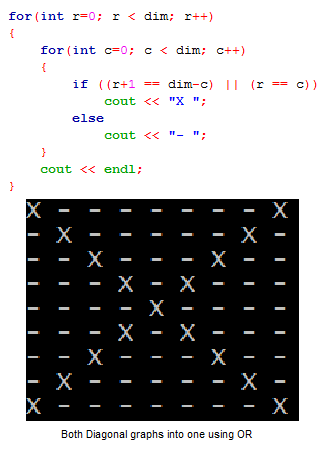 for(int r=0; r < dim; r++)
{
    for(int c=0; c < dim; c++)
    {
        if ((r+1 == dim-c) || (r == c))
            cout << "X ";
        else
            cout << "- ";
    }
    cout << endl;
}
X - - - - - - - X
- X - - - - - X -
- - X - - - X - -
- - - X - X - - -
- - - - X - - - -
- - - X - X - - -
- - X - - - X - -
- X - - - - - X -
X - - - - - - - X
Both Diagonal graphs into one using OR